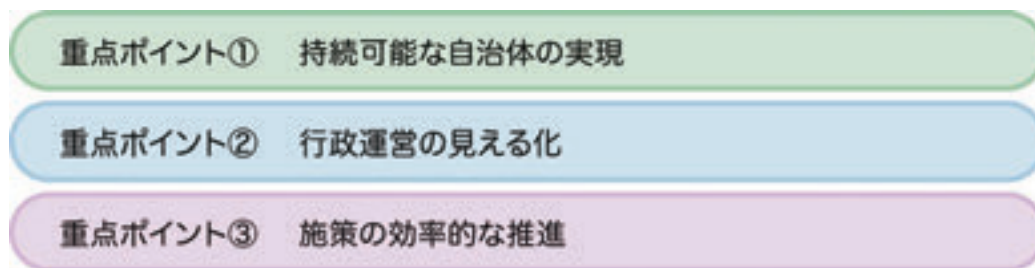 重点ポイント① 持続可能な自治体の実現
重点ポイント② 行政運営の見える化
重点ポイント③ 施策の効率的な推進